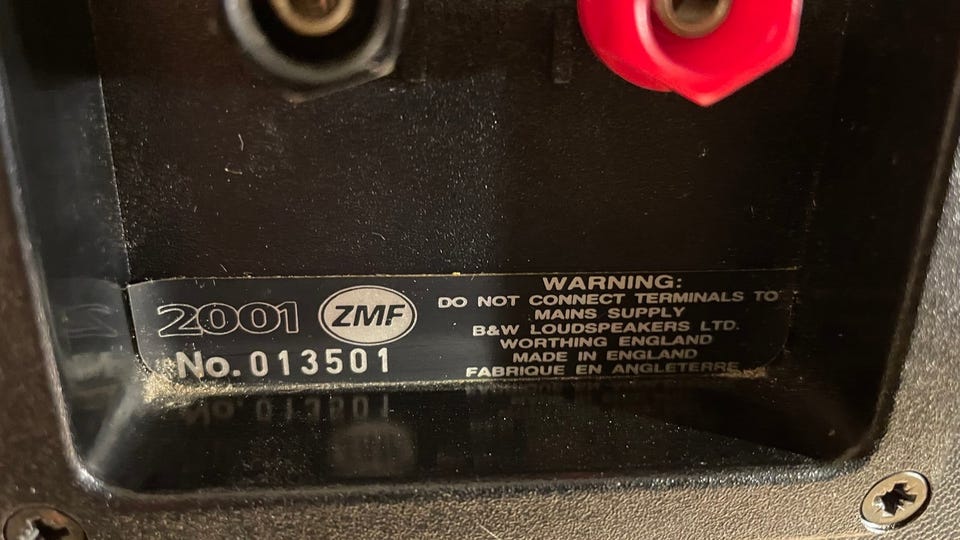 2001 ZMF
No. 013501
WARNING:
DO NOT CONNECT TERMINALS TO
MAINS SUPPLY
B&W LOUDSPEAKERS LTD.
WORTHING ENGLAND
MADE IN ENGLAND
FABRIQUE EN ANGLETERRE